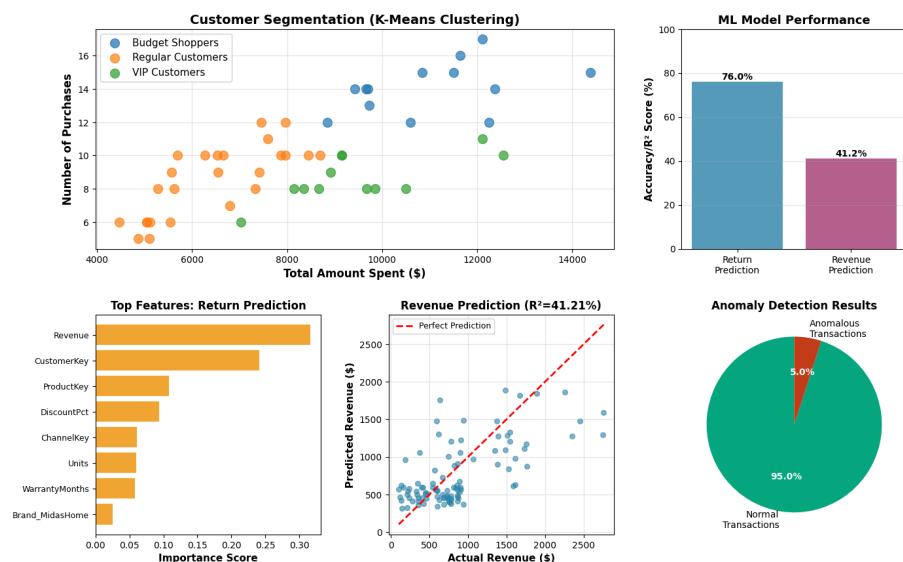 Customer Segmentation (K-Means Clustering)
Number of Purchases
16
14
12
10
8
6
Budget Shoppers
Regular Customers
VIP Customers
4000 6000 8000 10000 12000 14000
Total Amount Spent ($)
ML Model Performance
Accuracy/R² Score (%)
100
80
60
40
20
0
76.0%
41.2%
Return
Prediction
Revenue
Prediction
Top Features: Return Prediction
Revenue
CustomerKey
ProductKey
DiscountPct
ChannelKey
Units
WarrantyMonths
Brand_MidasHome
0.00 0.05 0.10 0.15 0.20 0.25 0.30
Importance Score
Revenue Prediction (R²=41.21%)
Predicted Revenue ($)
Perfect Prediction
2500
2000
1500
1000
500
0
0 500 1000 1500 2000 2500
Actual Revenue ($)
Anomaly Detection Results
Anomalous
Transactions
5.0%
95.0%
Normal
Transactions